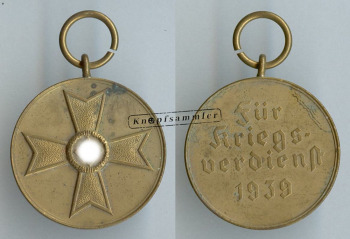 Knopfsammler
Für
Kriegs-
verdienst
1939